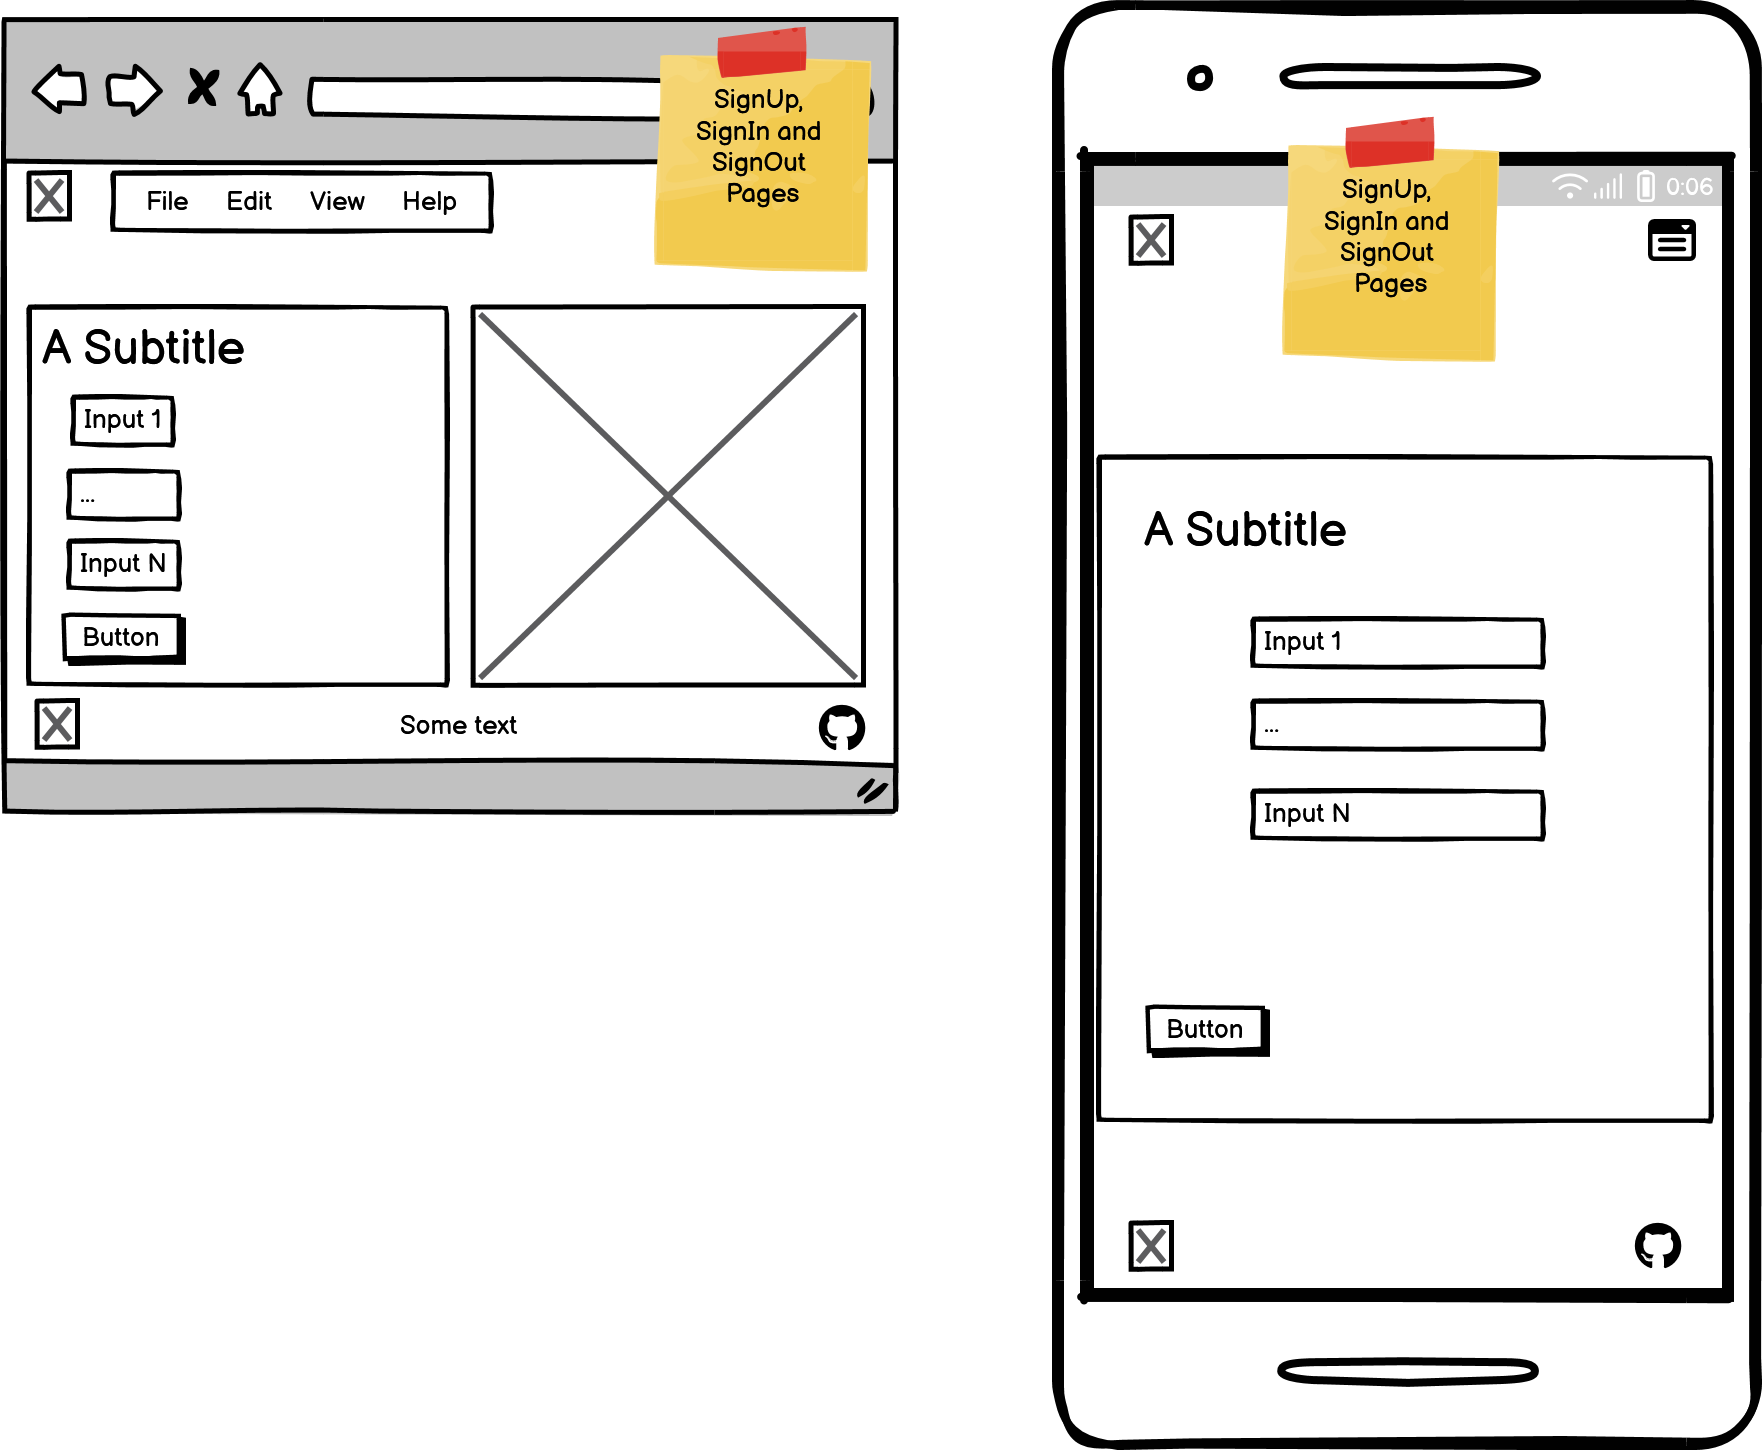 SignUp,
SignIn and
SignOut
Pages
File Edit View Help
A Subtitle
Input 1
...
Input N
Button
Some text
0:06
SignUp,
SignIn and
SignOut
Pages
A Subtitle
Input 1
...
Input N
Button